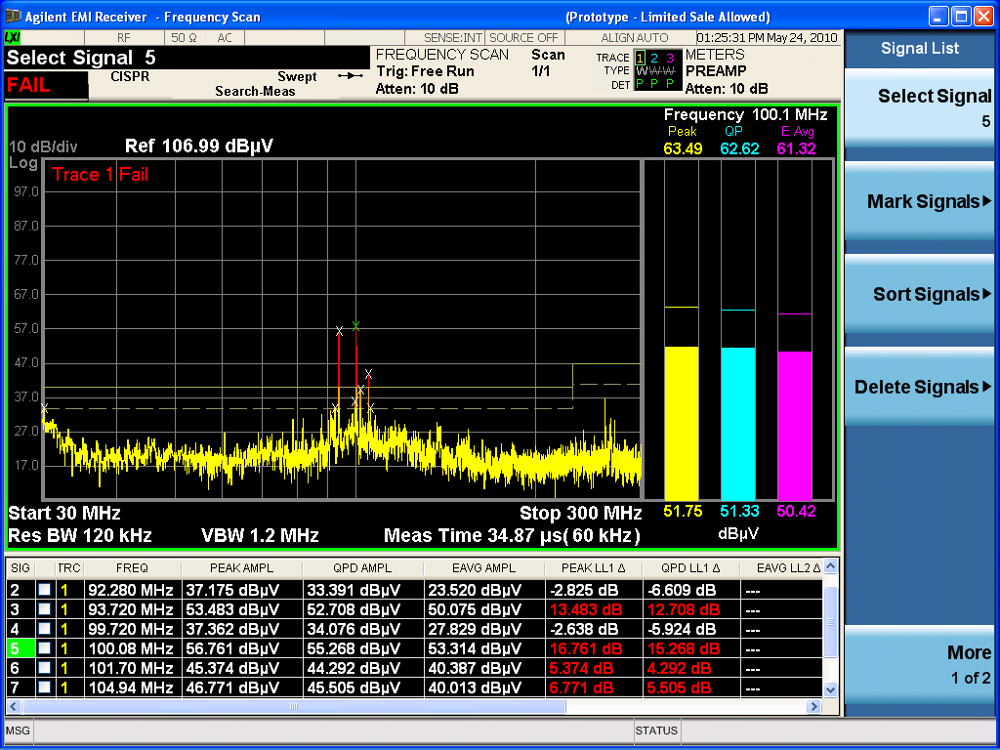 Agilent EMI Receiver - Frequency Scan (Prototype - Limited Sale Allowed)
LXI RF 50 Ω AC SENSE:INT SOURCE OFF ALIGN AUTO 01:25:31 PM May 24, 2010
Select Signal 5
FAIL
CISPR Swept
Search-Meas
FREQUENCY SCAN Scan
Trig: Free Run 1/1
Atten: 10 dB
TRACE 1 2 3
TYPE W W W
DET P P P
METERS
PREAMP
Atten: 10 dB
Frequency 100.1 MHz
Peak QP E Avg
63.49 62.62 61.32
10 dB/div Ref 106.99 dBµV
Log
Trace 1 Fail
97.0
87.0
77.0
67.0
57.0
47.0
37.0
27.0
17.0
51.75 51.33 50.42
dBµV
Start 30 MHz Stop 300 MHz
Res BW 120 kHz VBW 1.2 MHz Meas Time 34.87 µs( 60 kHz)
SIG TRC FREQ PEAK AMPL QPD AMPL EAVG AMPL PEAK LL1 Δ QPD LL1 Δ EAVG LL2 Δ
2 1 92.280 MHz 37.175 dBµV 33.391 dBµV 23.520 dBµV -2.825 dB -6.609 dB ---
3 1 93.720 MHz 53.483 dBµV 52.708 dBµV 50.075 dBµV 13.483 dB 12.708 dB ---
4 1 99.720 MHz 37.362 dBµV 34.076 dBµV 27.829 dBµV -2.638 dB -5.924 dB ---
5 1 100.08 MHz 56.761 dBµV 55.268 dBµV 53.314 dBµV 16.761 dB 15.268 dB ---
6 1 101.70 MHz 45.374 dBµV 44.292 dBµV 40.387 dBµV 5.374 dB 4.292 dB ---
7 1 104.94 MHz 46.771 dBµV 45.505 dBµV 40.013 dBµV 6.771 dB 5.505 dB ---
MSG STATUS
Signal List
Select Signal
5
Mark Signals
Sort Signals
Delete Signals
More
1 of 2